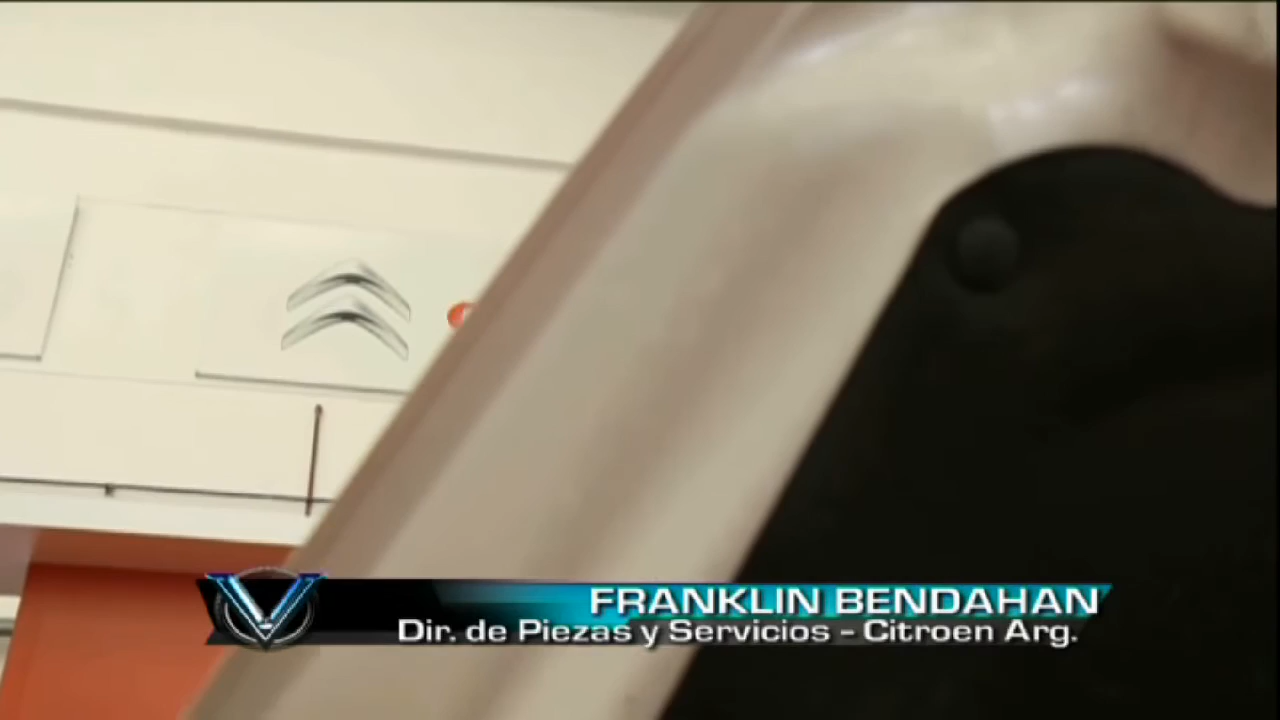 FRANKLIN BENDAHAN
Dir. de Piezas y Servicios - Citroen Arg.